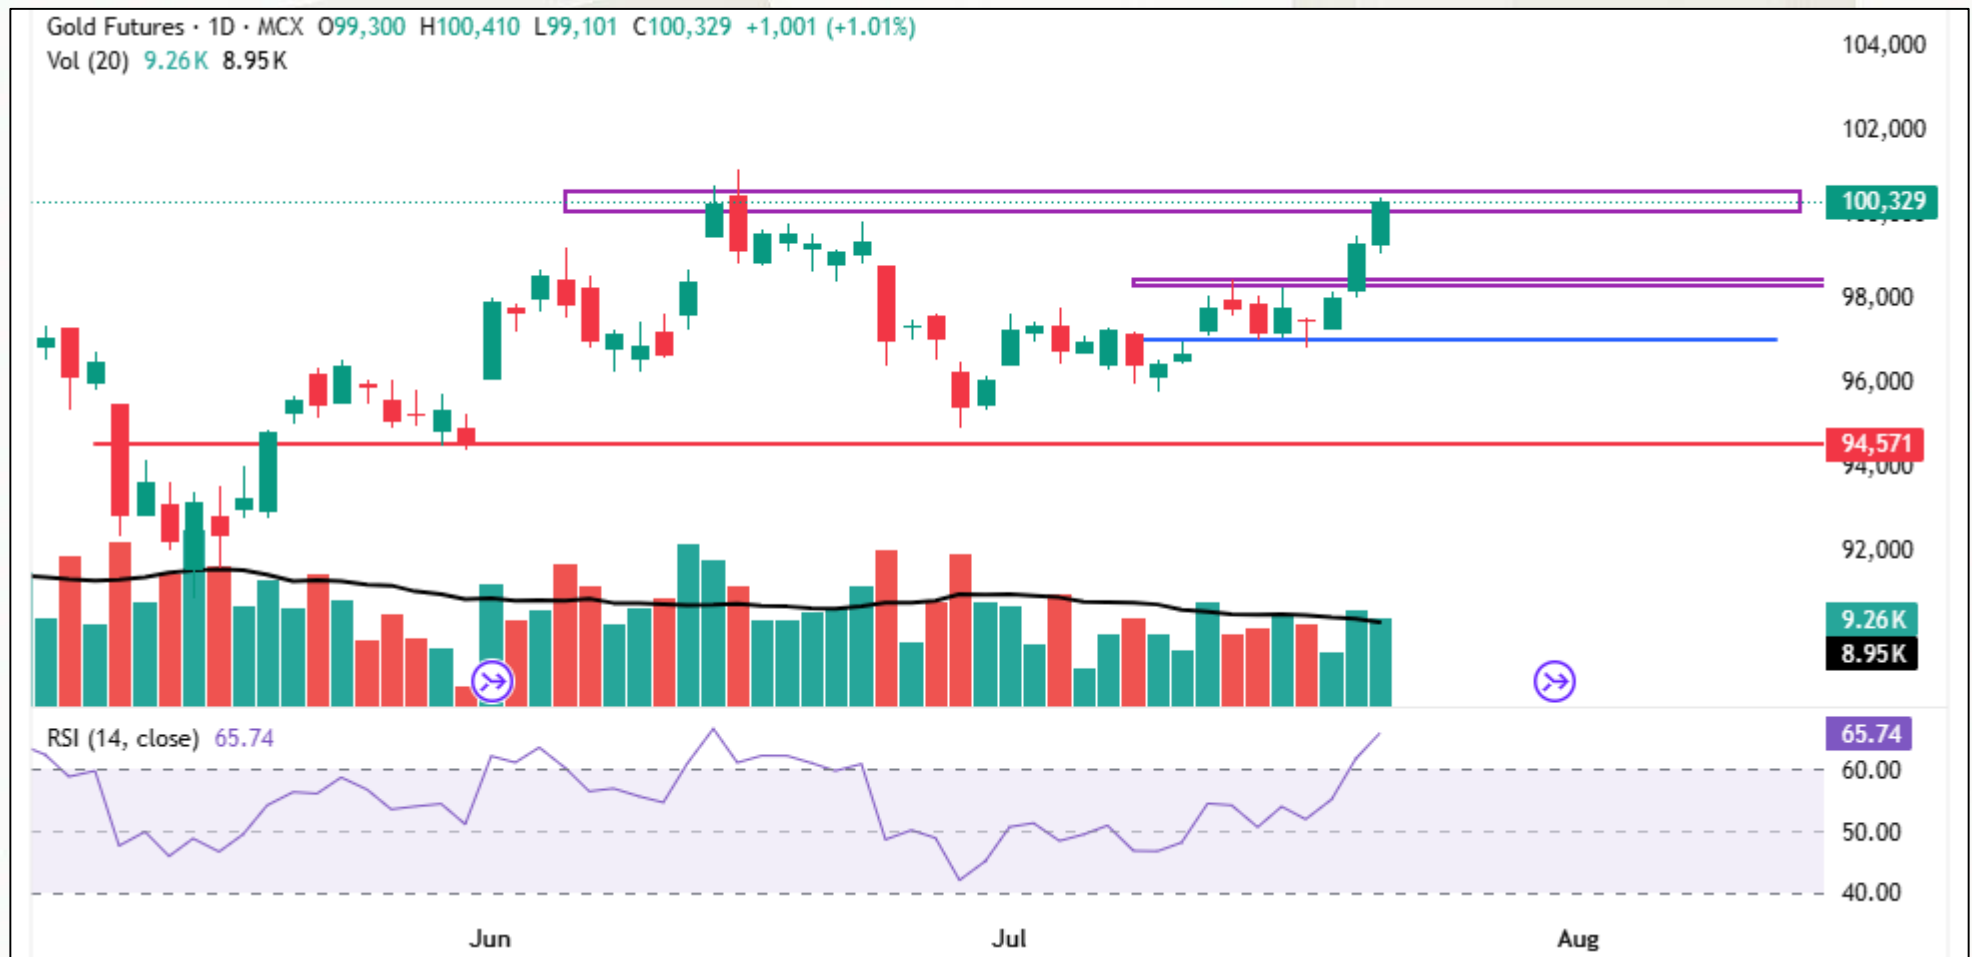 Gold Futures · 1D · MCX O99,300 H100,410 L99,101 C100,329 +1,001 (+1.01%)
Vol (20) 9.26K 8.95K
104,000
102,000
100,329
98,000
96,000
94,571
94,000
92,000
9.26K
8.95K
RSI (14, close) 65.74
65.74
60.00
50.00
40.00
Jun Jul Aug